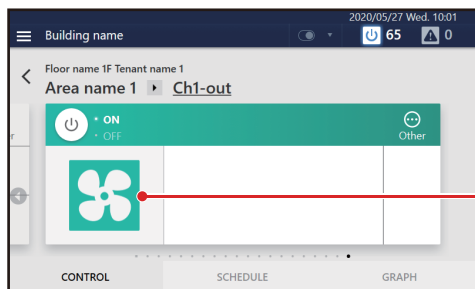 2020/05/27 Wed. 10:01
Building name
65
0
Floor name 1F Tenant name 1
Area name 1 Ch1-out
ON
OFF
Other
r
CONTROL
SCHEDULE
GRAPH